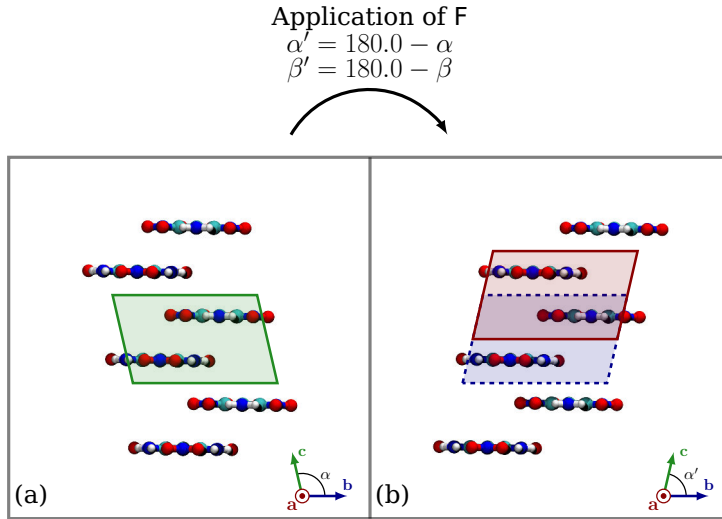 Application of F
α′ = 180.0 − α
β′ = 180.0 − β
c
α
b
a
(a)
c
α′
b
a
(b)